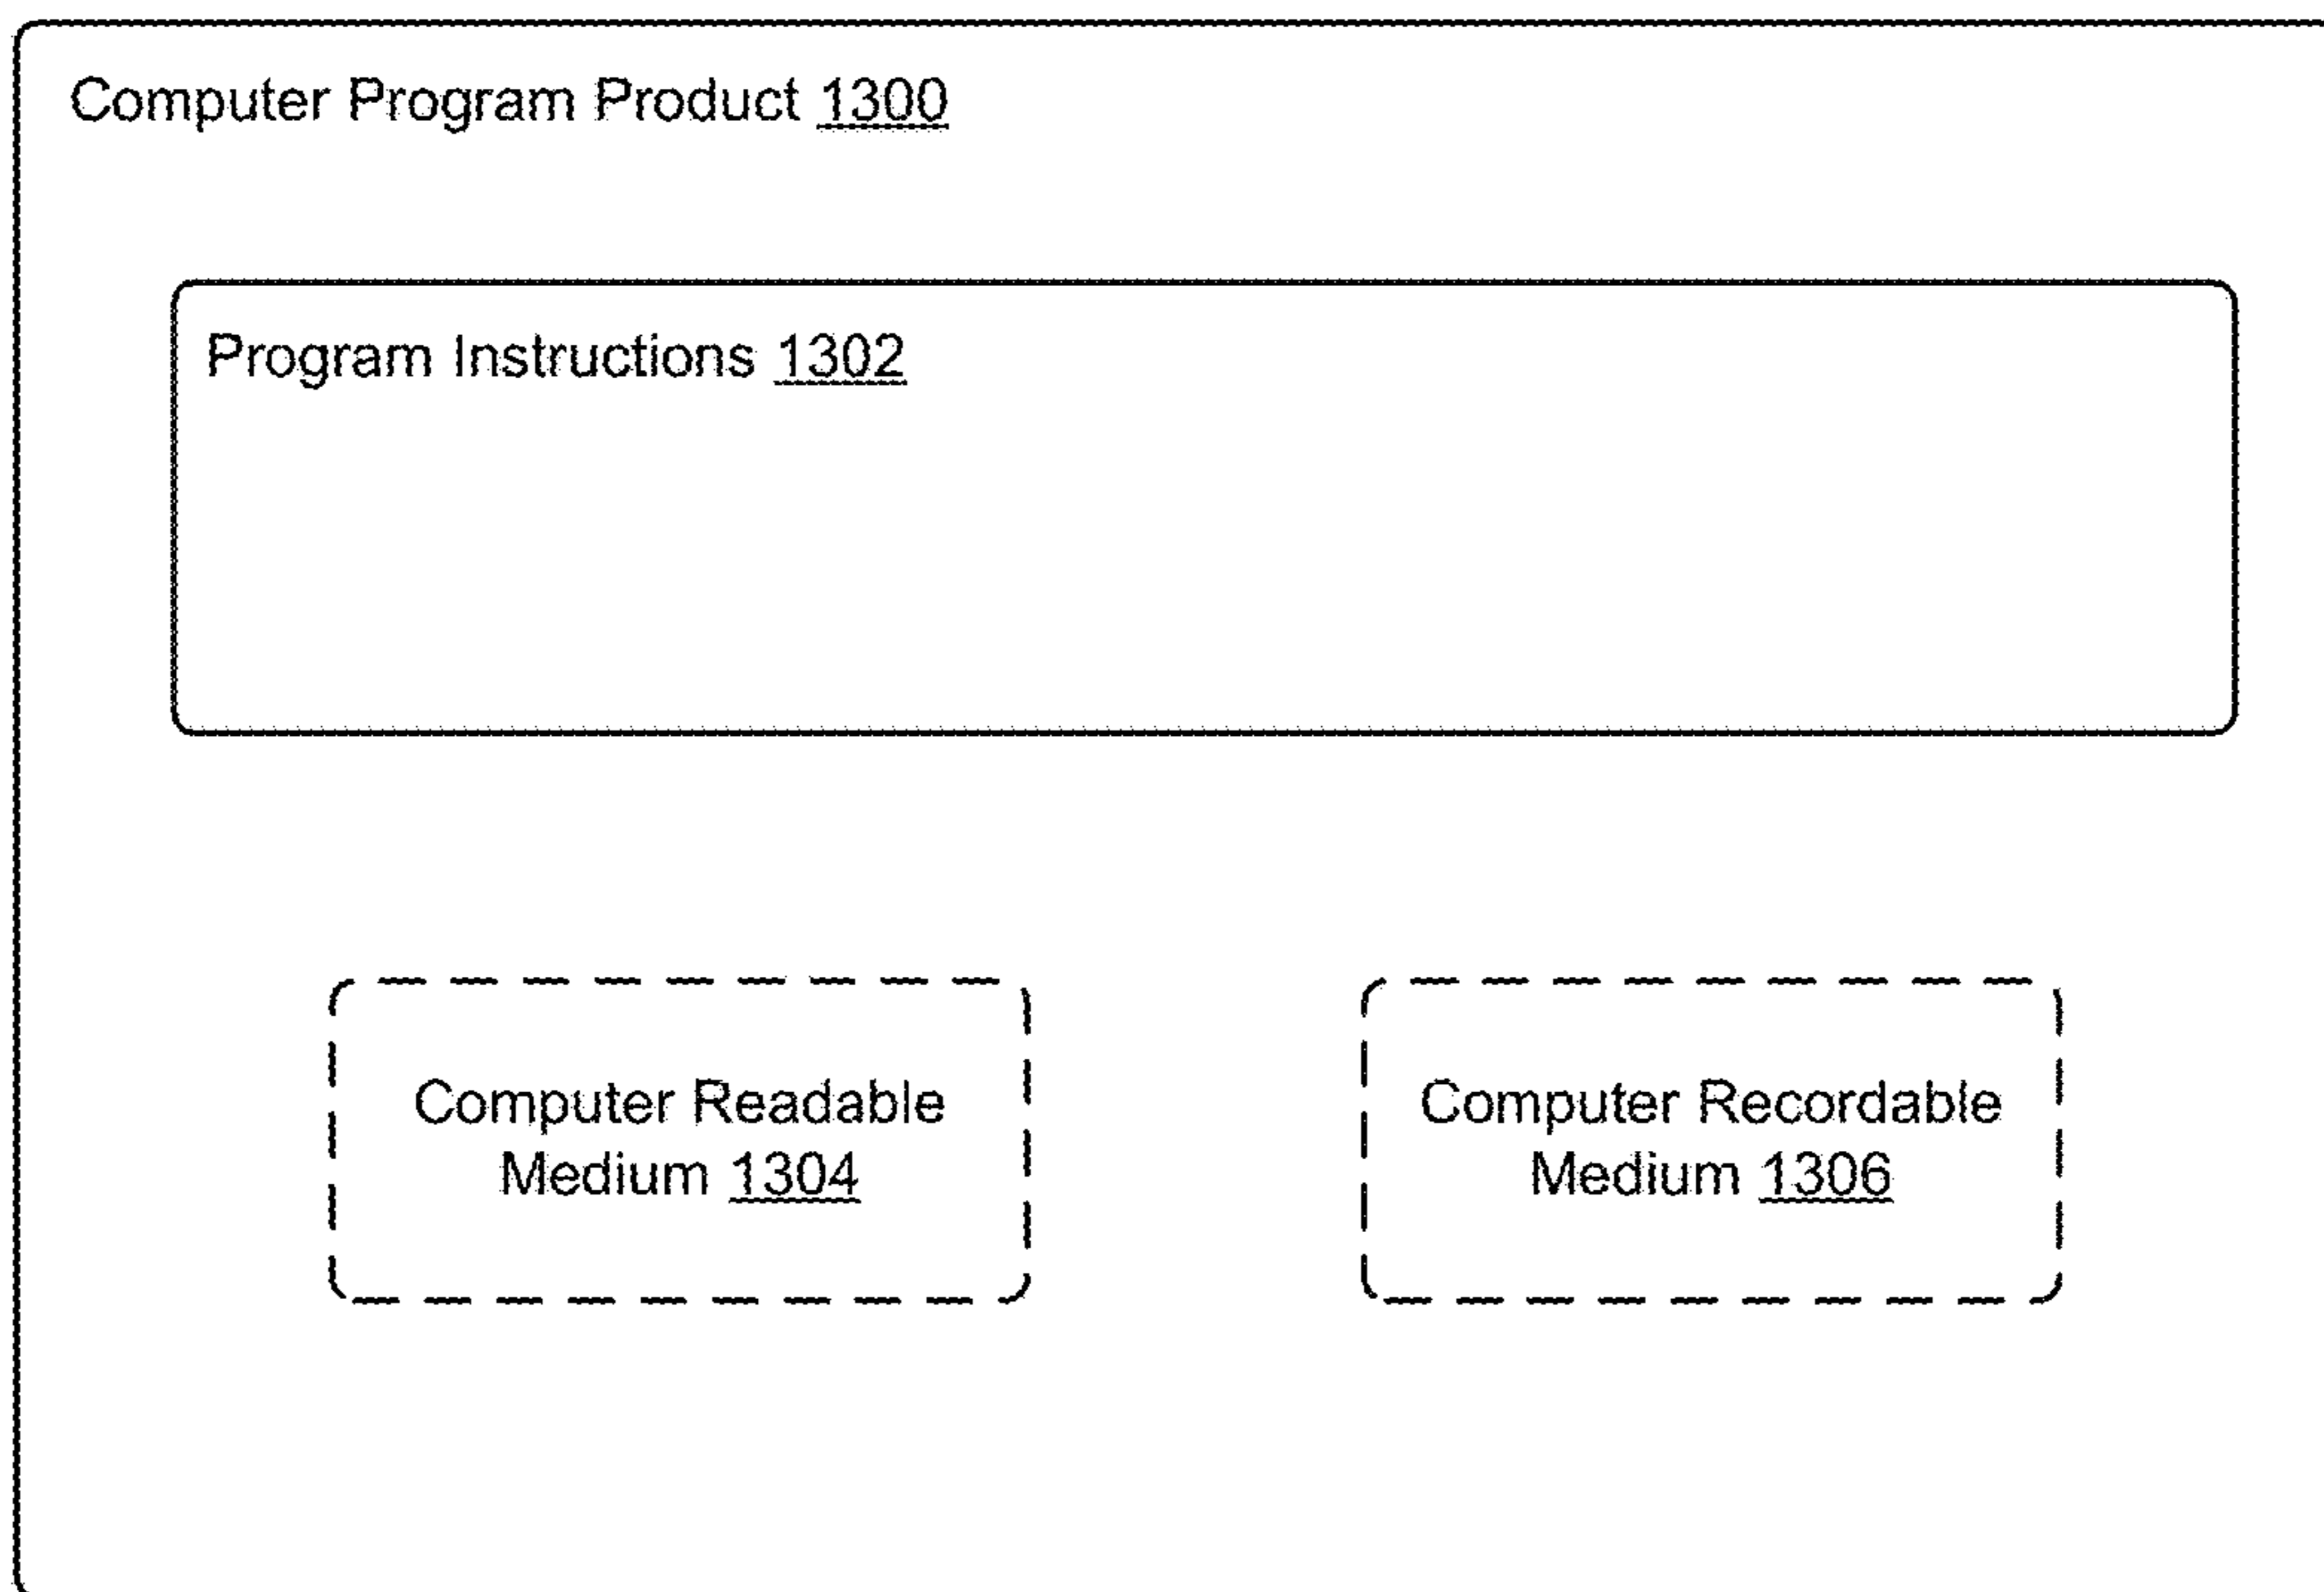 Computer Program Product 1300
Program Instructions 1302
Computer Readable
Medium 1304
Computer Recordable
Medium 1306